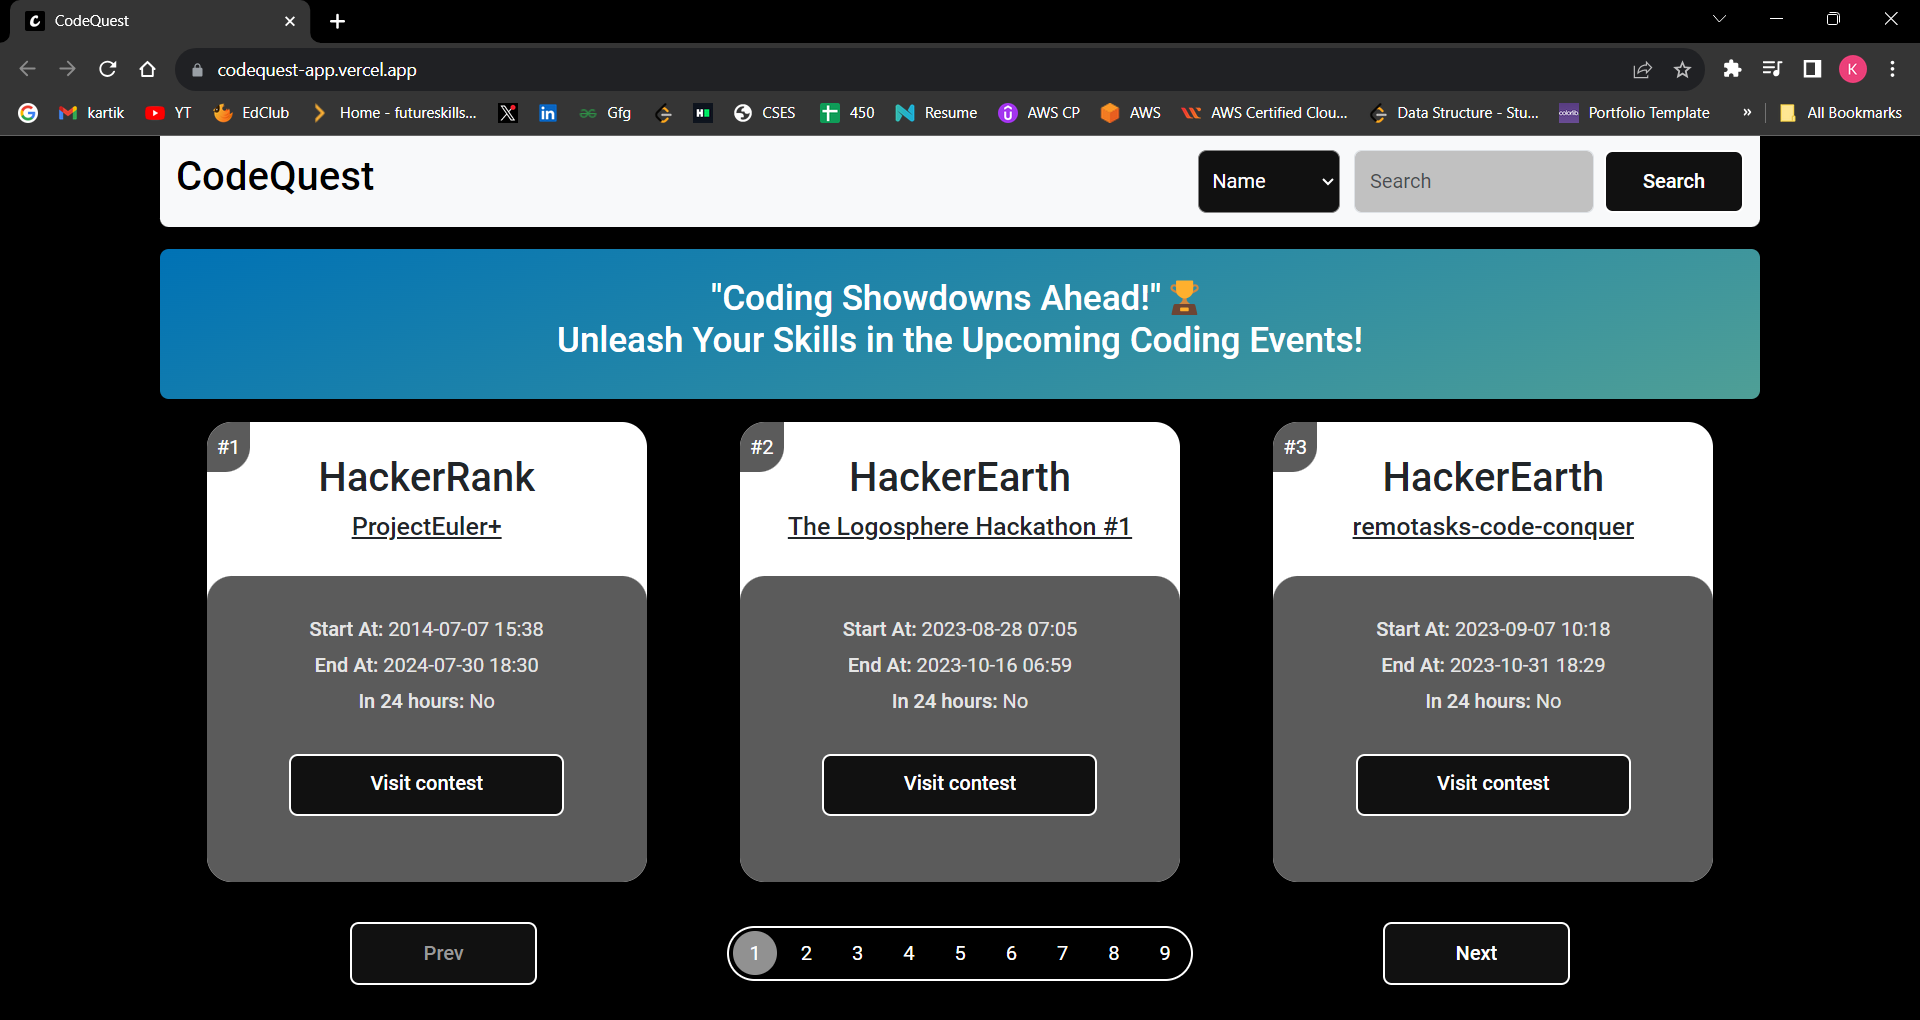 CodeQuest
codequest-app.vercel.app
K
kartik YT EdClub Home - futureskills... X in Gfg CSES 450 Resume AWS CP AWS AWS Certified Clou... Data Structure - Stu... Portfolio Template » All Bookmarks
CodeQuest Name Search Search
"Coding Showdowns Ahead!"🏆
Unleash Your Skills in the Upcoming Coding Events!
#1
HackerRank
ProjectEuler+
Start At: 2014-07-07 15:38
End At: 2024-07-30 18:30
In 24 hours: No
Visit contest
#2
HackerEarth
The Logosphere Hackathon #1
Start At: 2023-08-28 07:05
End At: 2023-10-16 06:59
In 24 hours: No
Visit contest
#3
HackerEarth
remotasks-code-conquer
Start At: 2023-09-07 10:18
End At: 2023-10-31 18:29
In 24 hours: No
Visit contest
Prev 1 2 3 4 5 6 7 8 9 Next